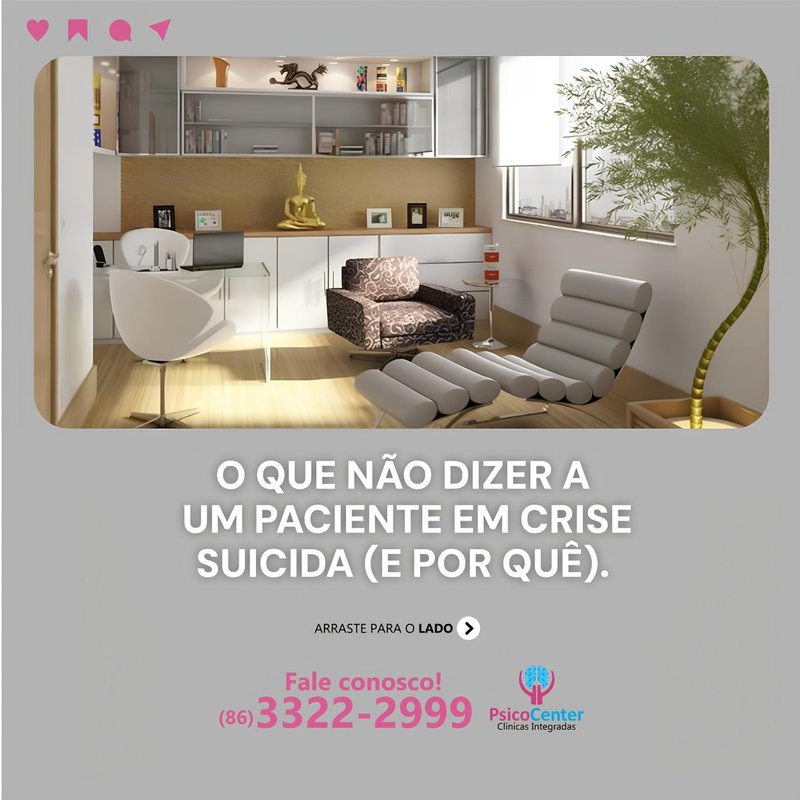 O QUE NÃO DIZER A
UM PACIENTE EM CRISE
SUICIDA (E POR QUÊ).
ARRASTE PARA O LADO
Fale conosco!
(86) 3322-2999
PsicoCenter
Clínicas Integradas